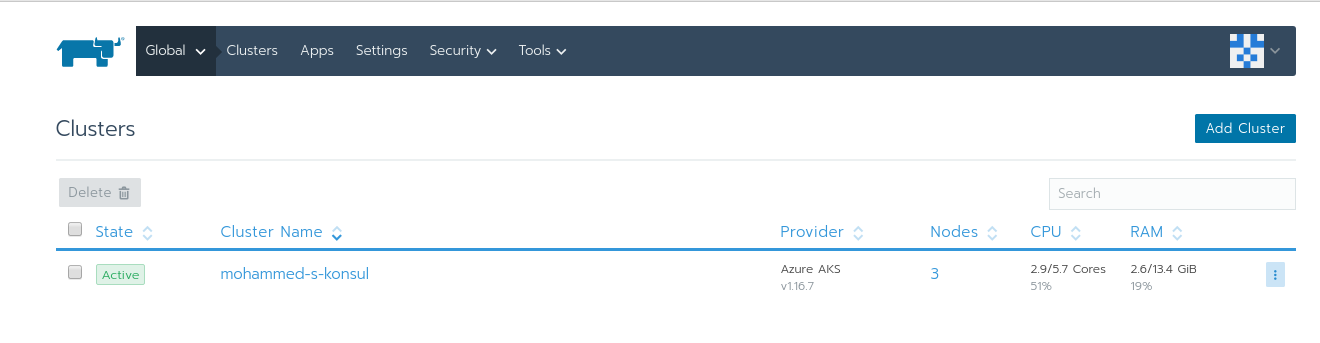 Global Clusters Apps Settings Security Tools
Clusters
Add Cluster
Delete
Search
State Cluster Name Provider Nodes CPU RAM
Active mohammed-s-konsul Azure AKS 3 2.9/5.7 Cores 2.6/13.4 GiB
v1.16.7 51% 19%